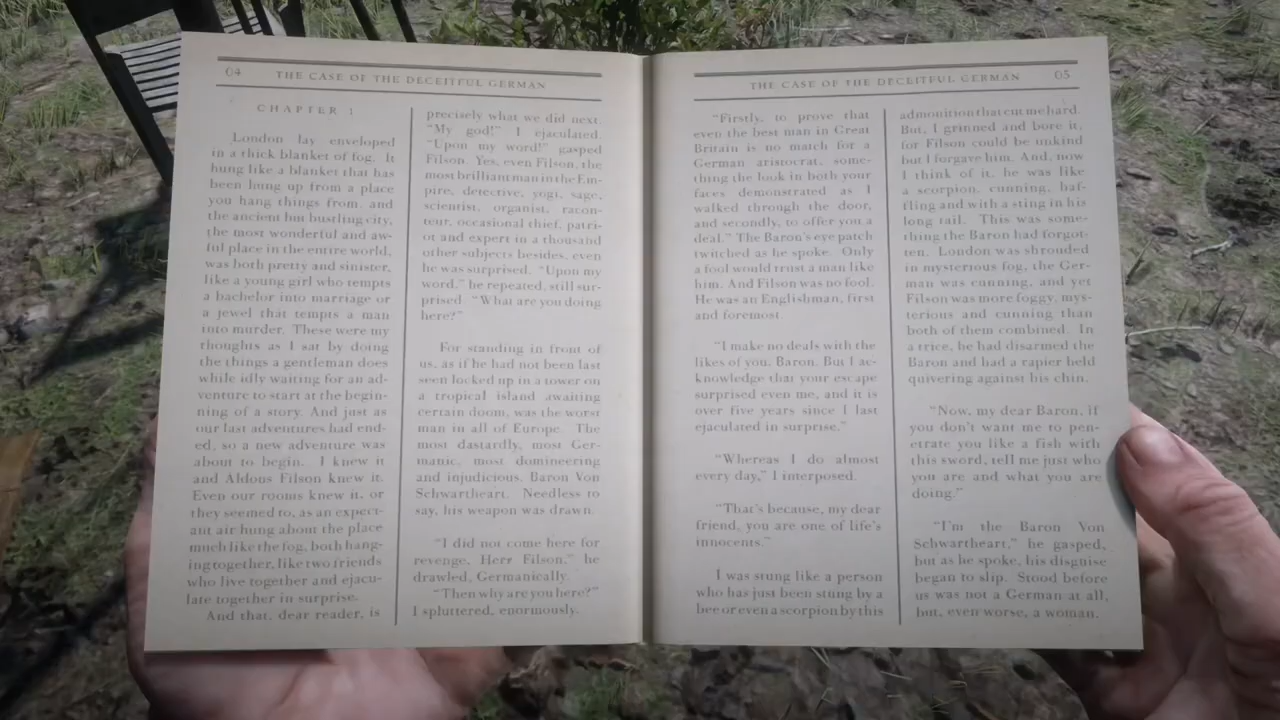 64 THE CASE OF THE DECEITFUL GERMAN
CHAPTER 1
London lay enveloped
in a thick blanket of fog. It
hung like a blanket that has
been hung up from a place
you hang things from, and
the ancient but bustling city,
the most wonderful and aw-
ful place in the entire world,
was both pretty and sinister,
like a young girl who tempts
a bachelor into marriage or
a jewel that tempts a man
into murder. These were my
thoughts as I sat by doing
the things a gentleman does
while idly waiting for an ad-
venture to start at the begin-
ning of a story. And just as
our last adventures had end-
ed, so a new adventure was
about to begin. I knew it
and Aldous Filson knew it.
Even our rooms knew it, or
they seemed to, as an expect-
ant air hung about the place
much like the fog, both hang-
ing together, like two friends
who live together and ejacu-
late together in surprise.
And that, dear reader, is
precisely what we did next.
"My god!" I ejaculated.
"Upon my word!" gasped
Filson. Yes, even Filson, the
most brilliant man in the Em-
pire, detective, yogi, sage,
scientist, organist, racon-
teur, occasional thief, patri-
ot and expert in a thousand
other subjects besides, even
he was surprised. "Upon my
word," he repeated, still sur-
prised. "What are you doing
here?"
For standing in front of
us, as if he had not been last
seen locked up in a tower on
a tropical island awaiting
certain doom, was the worst
man in all of Europe. The
most dastardly, most Ger-
manic, most domineering
and injudicious, Baron Von
Schwartheart. Needless to
say, his weapon was drawn.
"I did not come here for
revenge, Herr Filson," he
drawled, Germanically.
"Then why are you here?"
I spluttered, enormously.
THE CASE OF THE DECEITFUL GERMAN 65
"Firstly, to prove that
even the best man in Great
Britain is no match for a
German aristocrat, some-
thing the look in both your
faces demonstrated as I
walked through the door,
and secondly, to offer you a
deal." The Baron's eye patch
twitched as he spoke. Only
a fool would trust a man like
him. And Filson was no fool.
He was an Englishman, first
and foremost.
"I make no deals with the
likes of you, Baron. But I ac-
knowledge that your escape
surprised even me, and it is
over five years since I last
ejaculated in surprise."
"Whereas I do almost
every day," I interposed.
"That's because, my dear
friend, you are one of life's
innocents."
I was stung like a person
who has just been stung by a
bee or even a scorpion by this
admonition that cut me hard.
But, I grinned and bore it,
for Filson could be unkind
but I forgave him. And, now
I think of it, he was like
a scorpion, cunning, baf-
fling and with a sting in his
long tail. This was some-
thing the Baron had forgot-
ten. London was shrouded
in mysterious fog, the Ger-
man was cunning, and yet
Filson was more foggy, mys-
terious and cunning than
both of them combined. In
a trice, he had disarmed the
Baron and had a rapier held
quivering against his chin.
"Now, my dear Baron, if
you don't want me to pen-
etrate you like a fish with
this sword, tell me just who
you are and what you are
doing?"
"I'm the Baron Von
Schwartheart," he gasped,
but as he spoke, his disguise
began to slip. Stood before
us was not a German at all,
but, even worse, a woman.